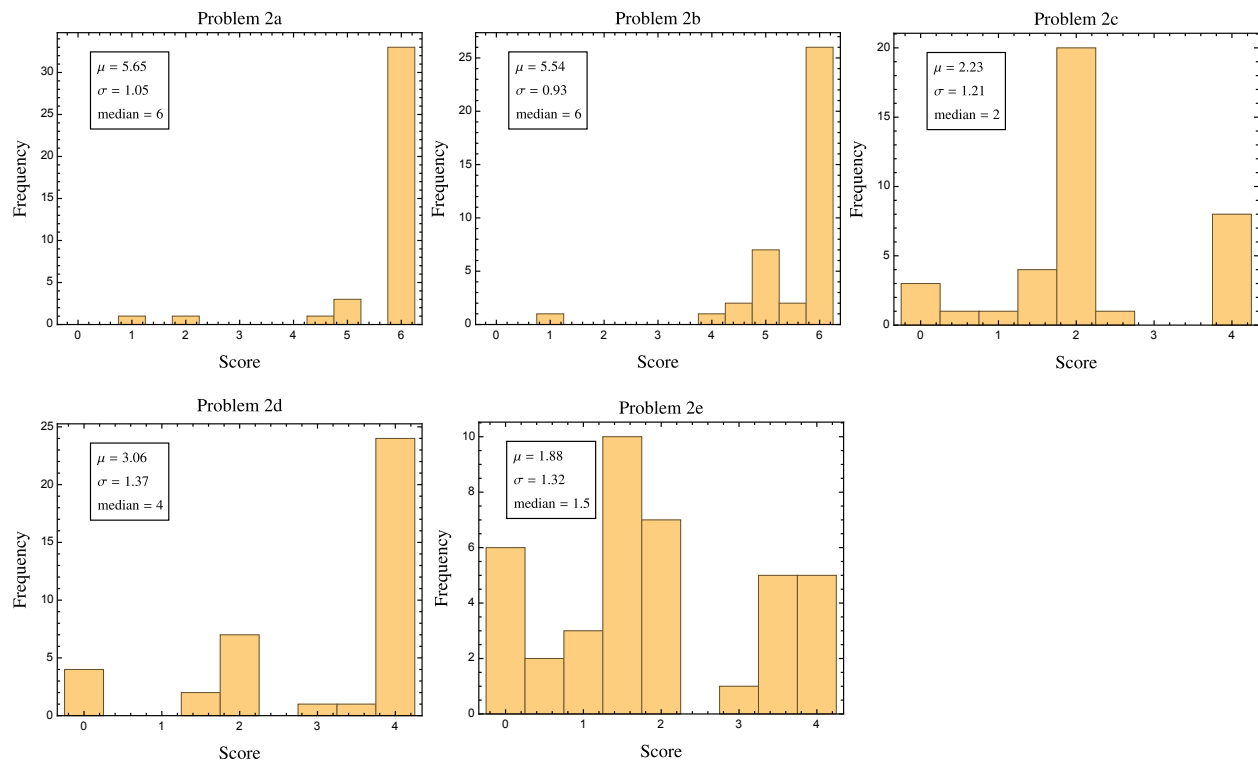 Problem 2a
μ = 5.65
σ = 1.05
median = 6
Frequency
0 5 10 15 20 25 30
0 1 2 3 4 5 6
Score
Problem 2b
μ = 5.54
σ = 0.93
median = 6
Frequency
0 5 10 15 20 25
0 1 2 3 4 5 6
Score
Problem 2c
μ = 2.23
σ = 1.21
median = 2
Frequency
0 5 10 15 20
0 1 2 3 4
Score
Problem 2d
μ = 3.06
σ = 1.37
median = 4
Frequency
0 5 10 15 20 25
0 1 2 3 4
Score
Problem 2e
μ = 1.88
σ = 1.32
median = 1.5
Frequency
0 2 4 6 8 10
0 1 2 3 4
Score